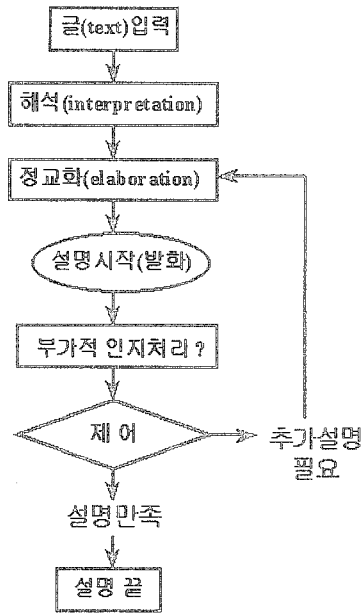 글(text)입력
해석(interpretation)
정교화(elaboration)
설명시작(발화)
부가적 인지처리 ?
제 어
추가설명
필요
설명만족
설명 끝